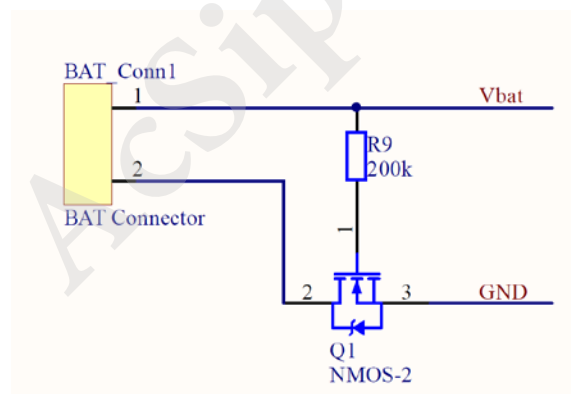 BAT_Conn1
1
Vbat
R9
200k
2
BAT Connector
1
2
3
GND
Q1
NMOS-2
AcSip